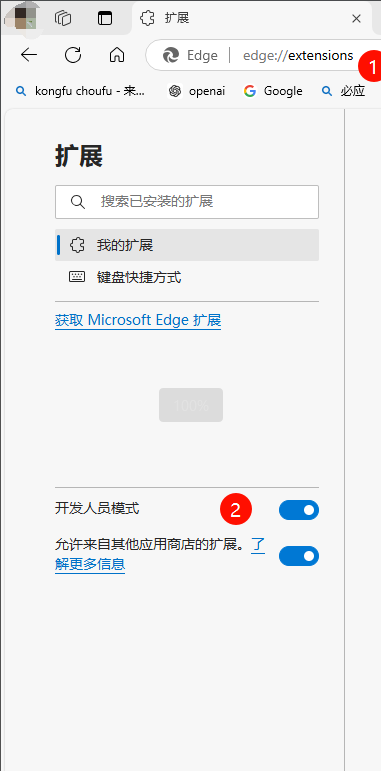 扩展
Edge
edge://extensions
1
kongfu choufu - 来...
openai
Google
必应
扩展
搜索已安装的扩展
我的扩展
键盘快捷方式
获取 Microsoft Edge 扩展
100%
开发人员模式
2
允许来自其他应用商店的扩展。了
解更多信息